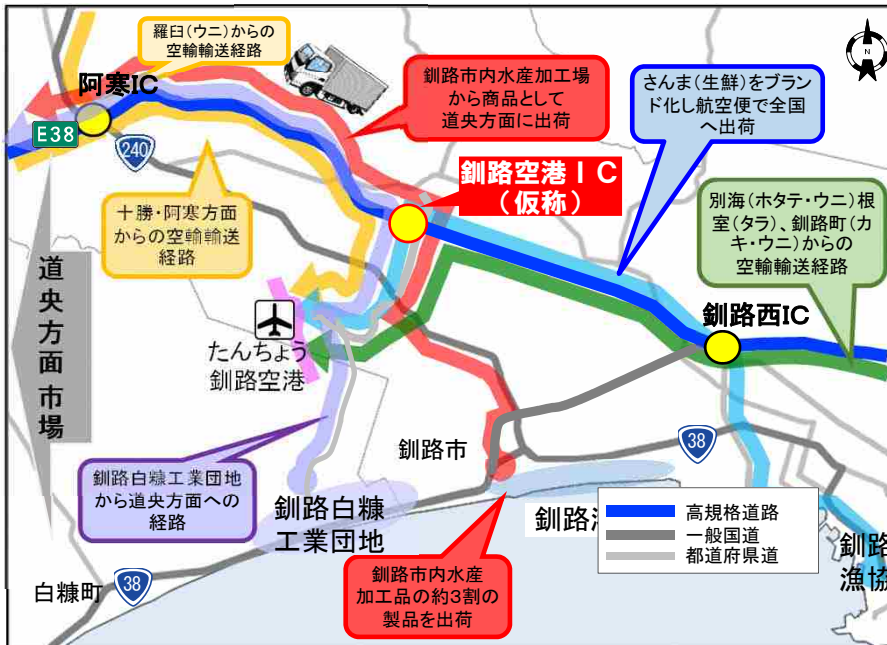 羅臼(ウニ)からの
空輸輸送経路
阿寒IC
E38
240
釧路市内水産加工場
から商品として
道央方面に出荷
さんま(生鮮)をブラン
ド化し航空便で全国
へ出荷
N
釧路空港IC
(仮称)
十勝・阿寒方面
からの空輸輸送
経路
別海(ホタテ・ウニ)根
室(タラ)、釧路町(カ
キ・ウニ)からの
空輸輸送経路
道央方面市場
釧路西IC
たんちょう
釧路空港
釧路市
38
釧路白糠工業団地
から道央方面への
経路
釧路白糠
工業団地
釧路
高規格道路
一般国道
都道府県道
釧路
漁協
釧路市内水産
加工品の約3割の
製品を出荷
白糠町
38